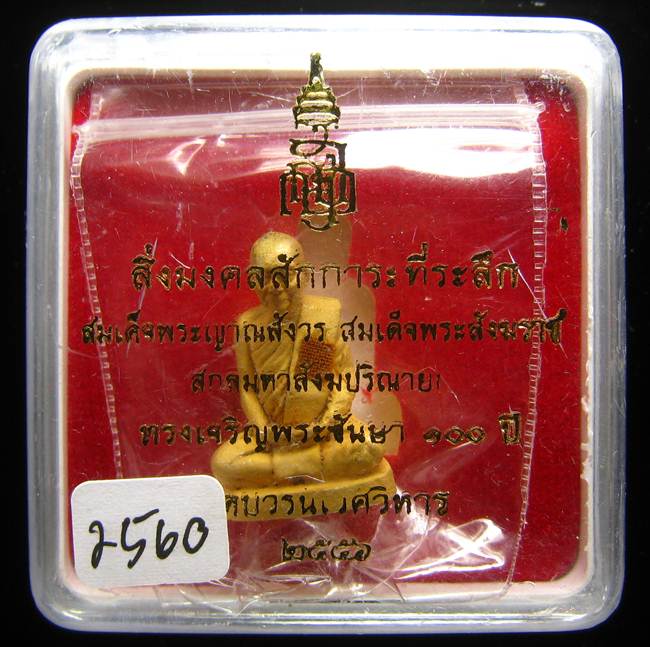 สิ่งมงคลสักการะที่ระลึก
สมเด็จพระญาณสังวร สมเด็จพระสังฆราช
สกลมหาสังฆปริณายก
ทรงเจริญพระชันษา ๑๐๐ ปี
วัดบวรนิเวศวิหาร
๒๕๕๖
2560